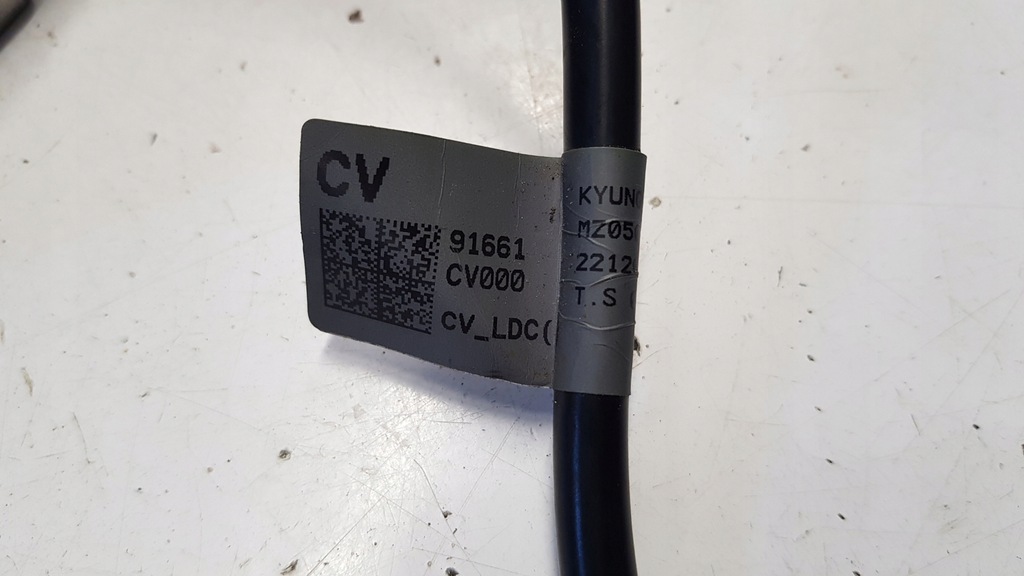 CV
91661
CV000
CV_LDC(
KYUN
MZ05
2212
T.S